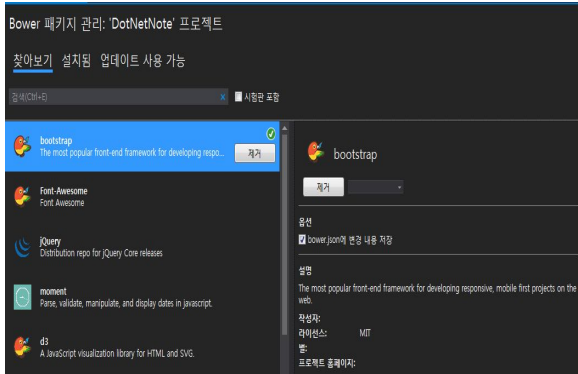 Bower 패키지 관리: 'DotNetNote' 프로젝트
찾아보기 설치됨 업데이트 사용 가능
검색(Ctrl+E) 시험판 포함
bootstrap
The most popular front-end framework for developing respo...
제거
Font-Awesome
Font Awesome
jQuery
Distribution repo for jQuery Core releases
moment
Parse, validate, manipulate, and display dates in javascript.
d3
A JavaScript visualization library for HTML and SVG.
bootstrap
제거
옵션
bower.json에 변경 내용 저장
설명
The most popular front-end framework for developing responsive, mobile first projects on the
web.
작성자:
라이선스: MIT
별:
프로젝트 홈페이지: